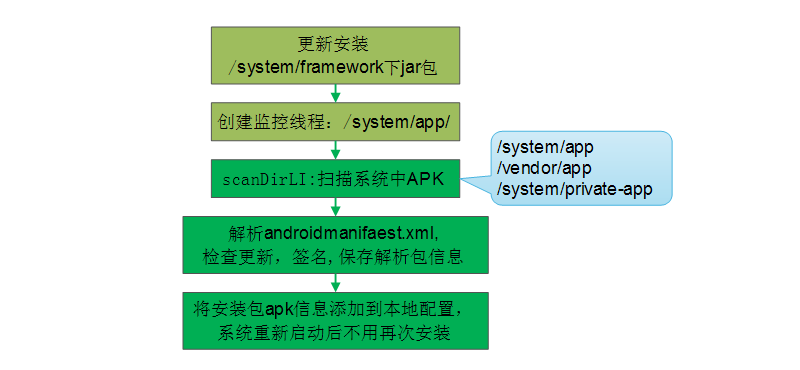 更新安装
/system/framework下jar包
创建监控线程：/system/app/
scanDirLI:扫描系统中APK
/system/app
/vendor/app
/system/private-app
解析androidmanifaest.xml,
检查更新，签名,保存解析包信息
将安装包apk信息添加到本地配置，
系统重新启动后不用再次安装